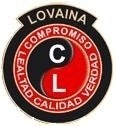 LOVAINA
COMPROMISO
LEALTAD CALIDAD VERDAD
C
L